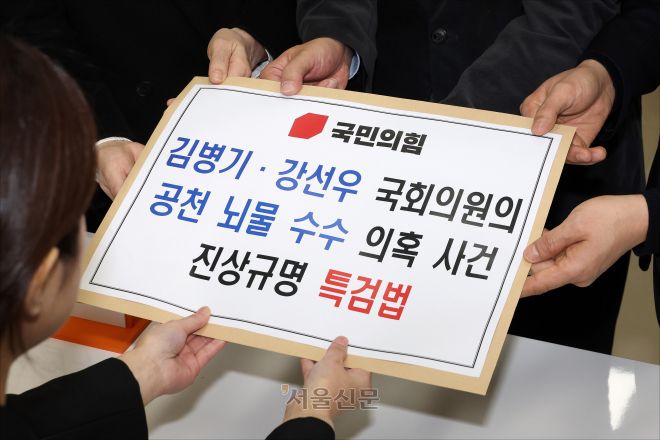 국민의힘
김병기·강선우 국회의원의
공천 뇌물 수수 의혹 사건
진상규명 특검법
서울신문